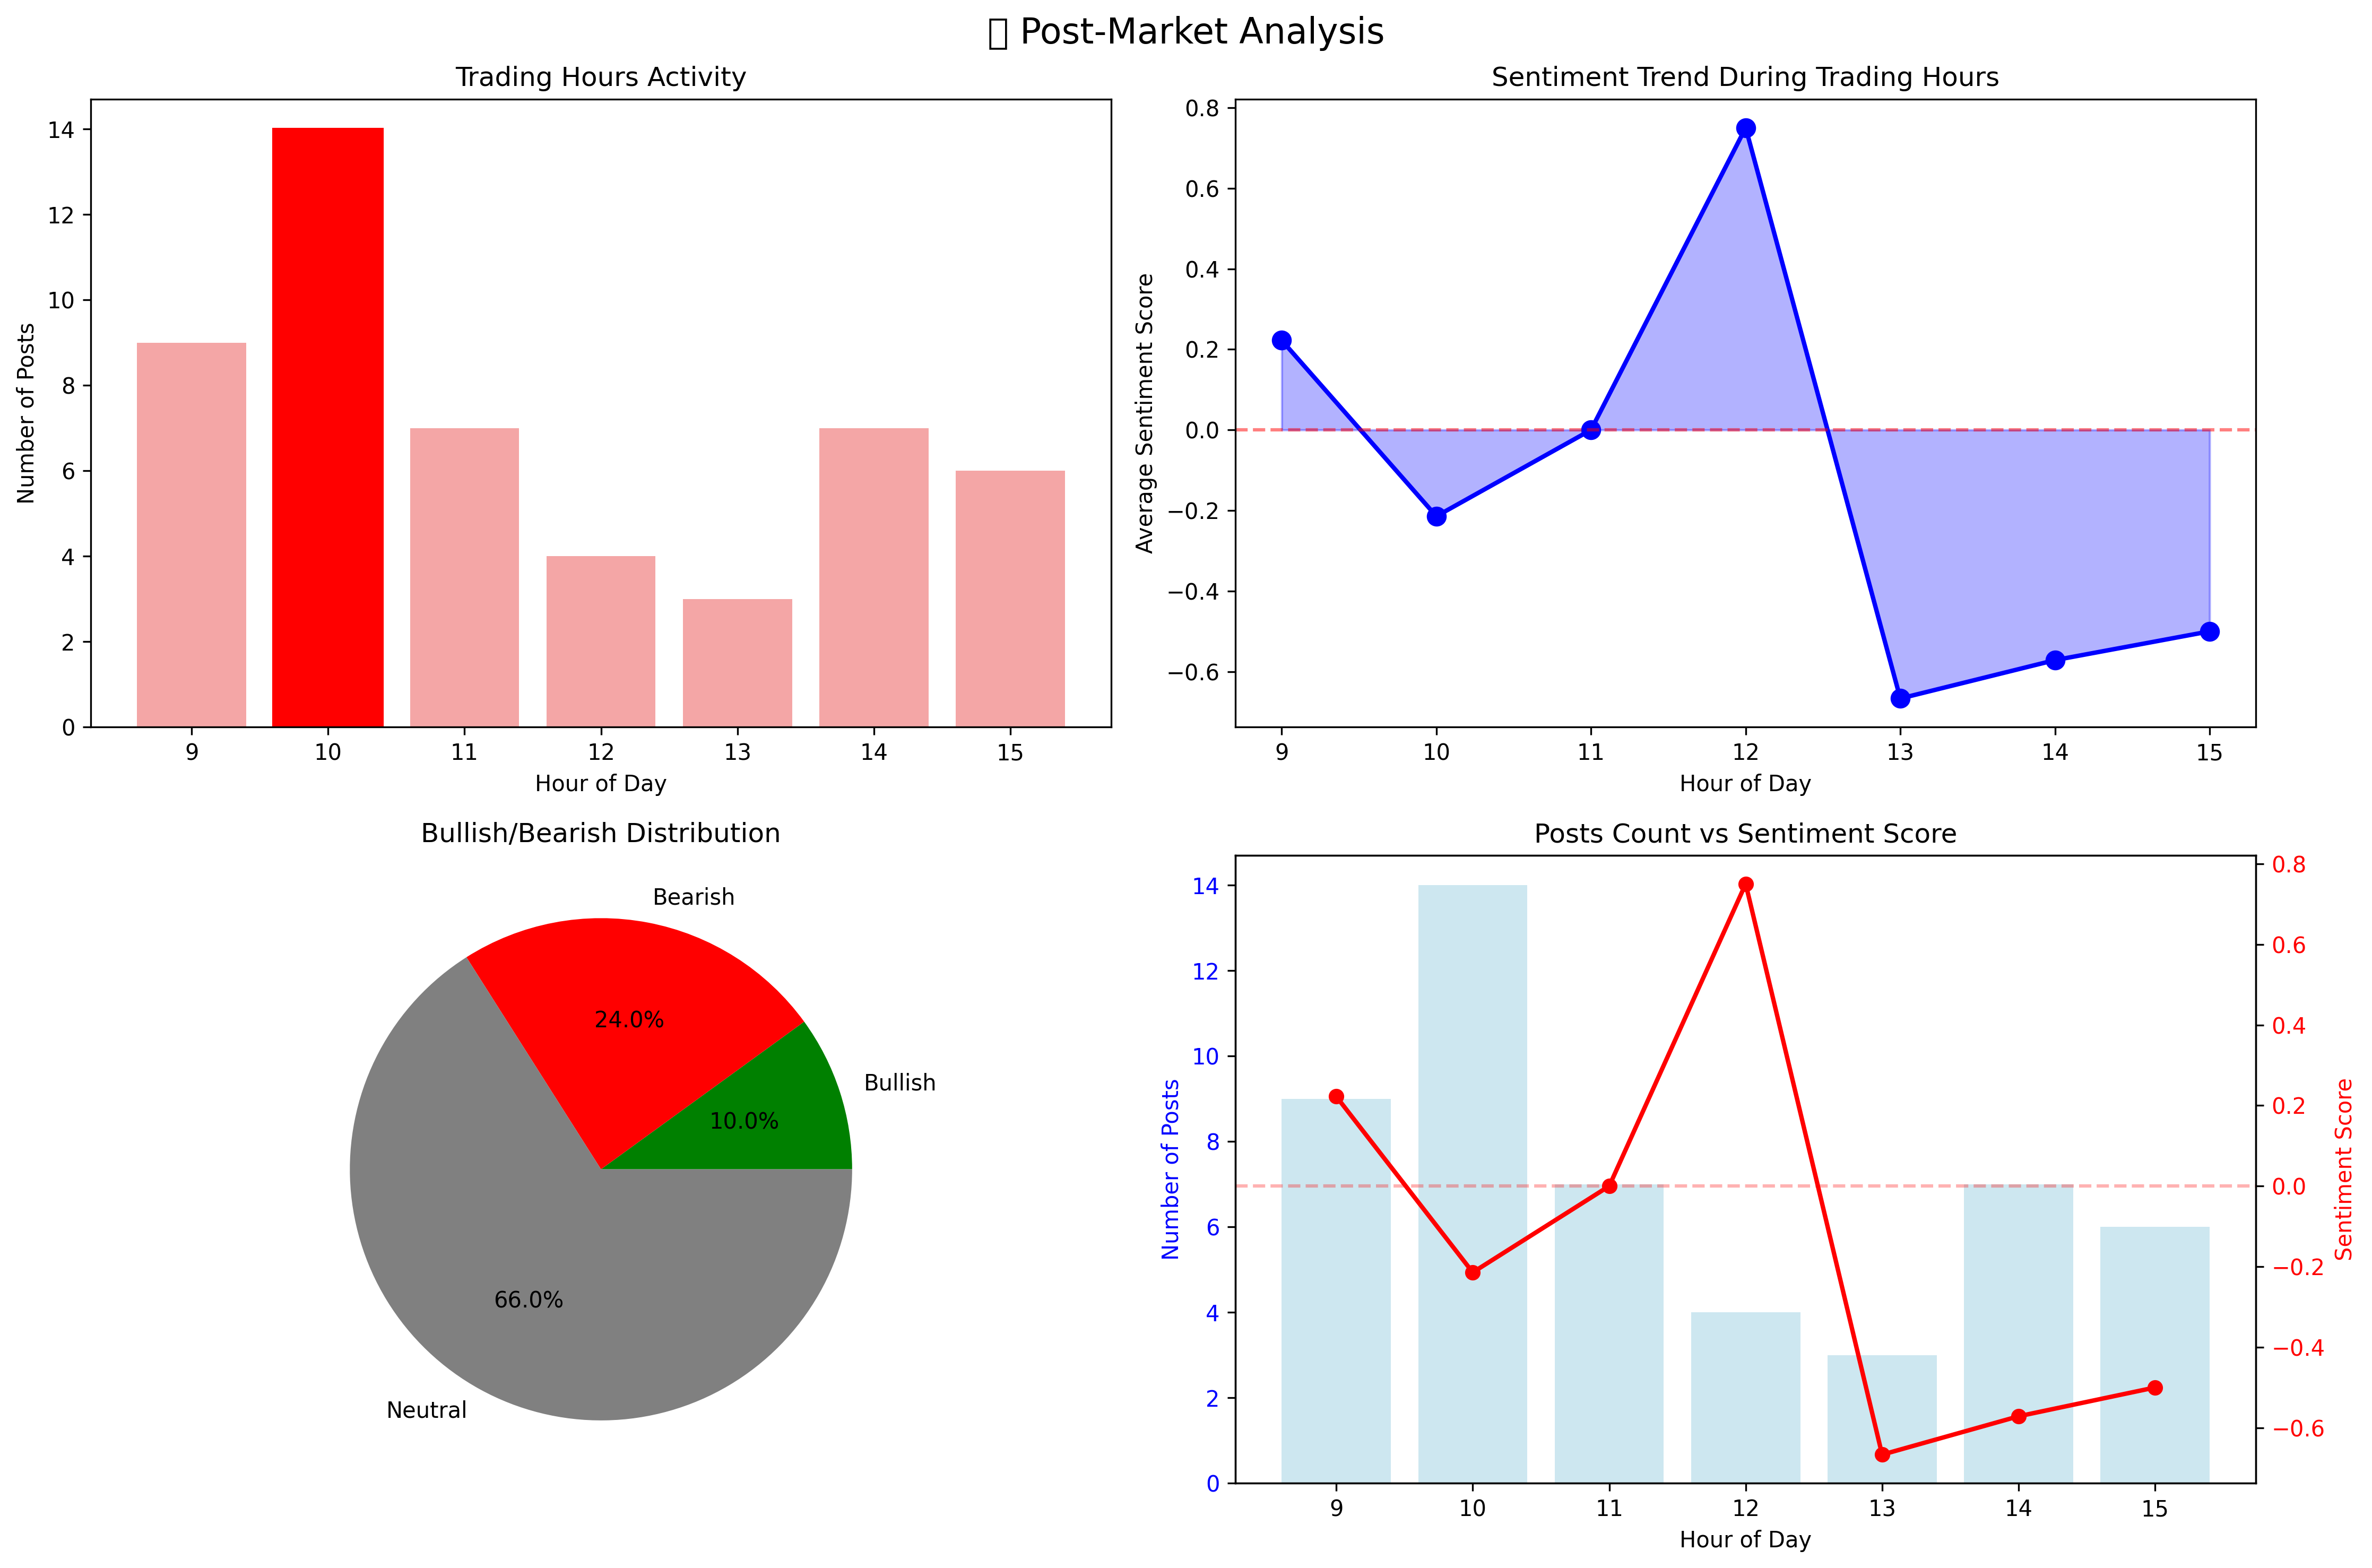 ▯ Post-Market Analysis
Trading Hours Activity
Number of Posts
14
12
10
8
6
4
2
0
9 10 11 12 13 14 15
Hour of Day
Sentiment Trend During Trading Hours
Average Sentiment Score
0.8
0.6
0.4
0.2
0.0
−0.2
−0.4
−0.6
9 10 11 12 13 14 15
Hour of Day
Bullish/Bearish Distribution
Bearish
24.0%
Bullish
10.0%
66.0%
Neutral
Posts Count vs Sentiment Score
Number of Posts
14
12
10
8
6
4
2
0
0.8
0.6
0.4
0.2
0.0
−0.2
−0.4
−0.6
Sentiment Score
9 10 11 12 13 14 15
Hour of Day